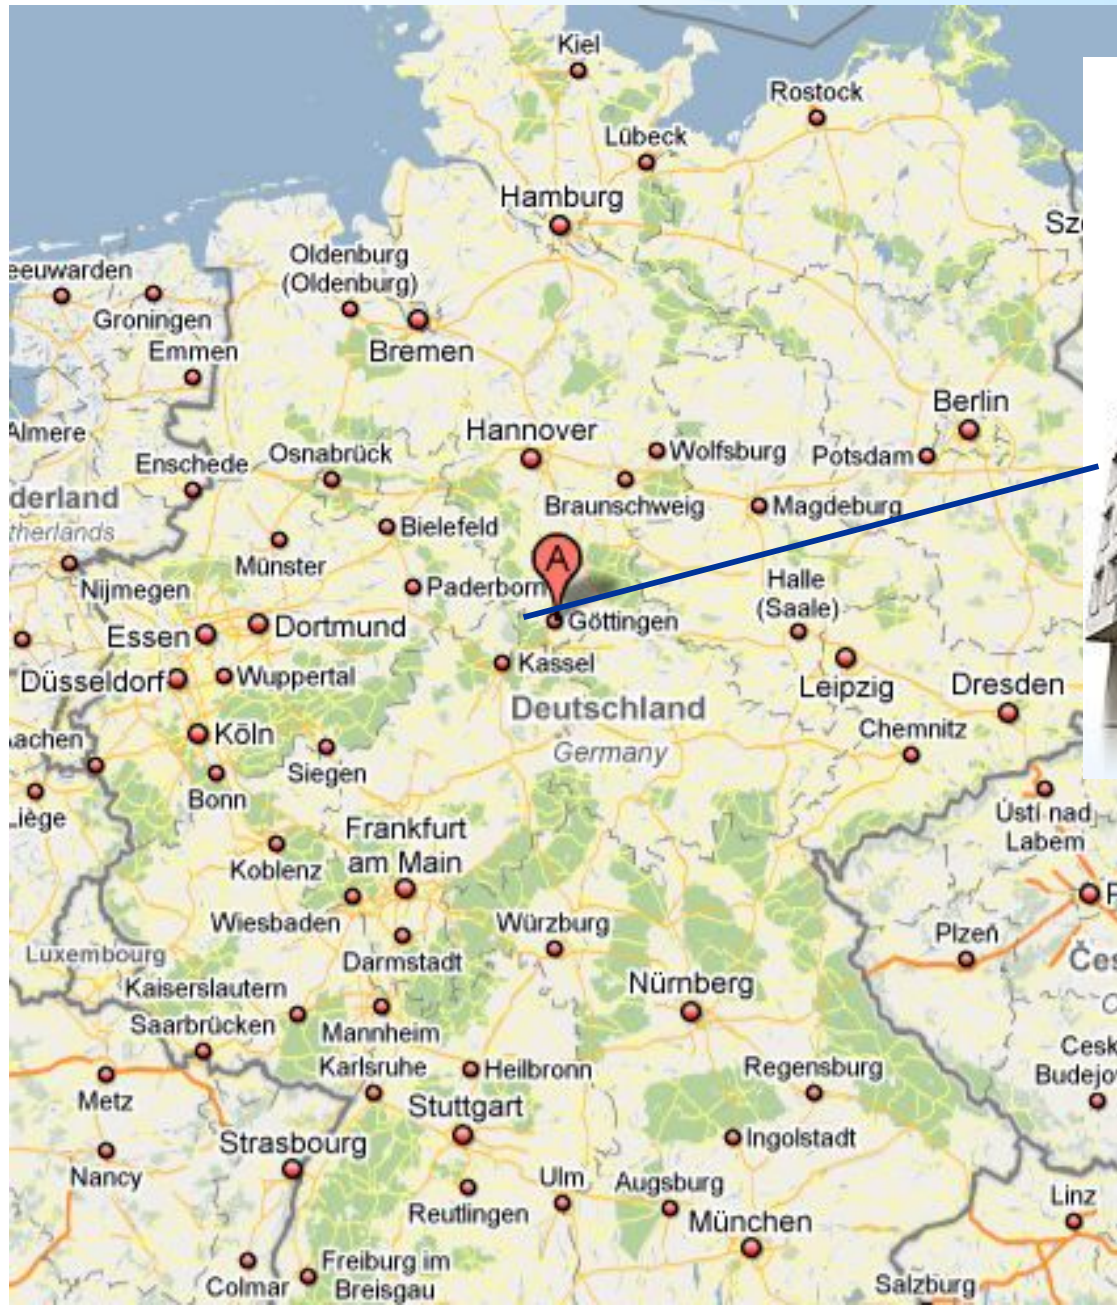 Kiel
Rostock
Lübeck
Hamburg
Sz
Oldenburg
(Oldenburg)
eeuwarden
Groningen
Bremen
Emmen
Berlin
Almere
Hannover
Wolfsburg
Potsdam
Enschede
Osnabrück
derland
therlands
Braunschweig
Magdeburg
Bielefeld
Münster
A
Nijmegen
Paderborn
Halle
(Saale)
Göttingen
Essen
Dortmund
Kassel
Düsseldorf
Wuppertal
Leipzig
Dresden
Deutschland
Germany
Chemnitz
Köln
achen
Siegen
Bonn
Liège
Ústí nad
Labem
Frankfurt
am Main
Koblenz
P
Wiesbaden
Würzburg
Plzeň
Luxembourg
Darmstadt
Čes
Kaiserslautern
Nürnberg
C
Saarbrücken
Mannheim
Karlsruhe
Heilbronn
Regensburg
Cesk
Budejov
Metz
Stuttgart
Strasbourg
Ingolstadt
Nancy
Ulm
Augsburg
Linz
Reutlingen
München
Freiburg im
Breisgau
Colmar
Salzburg